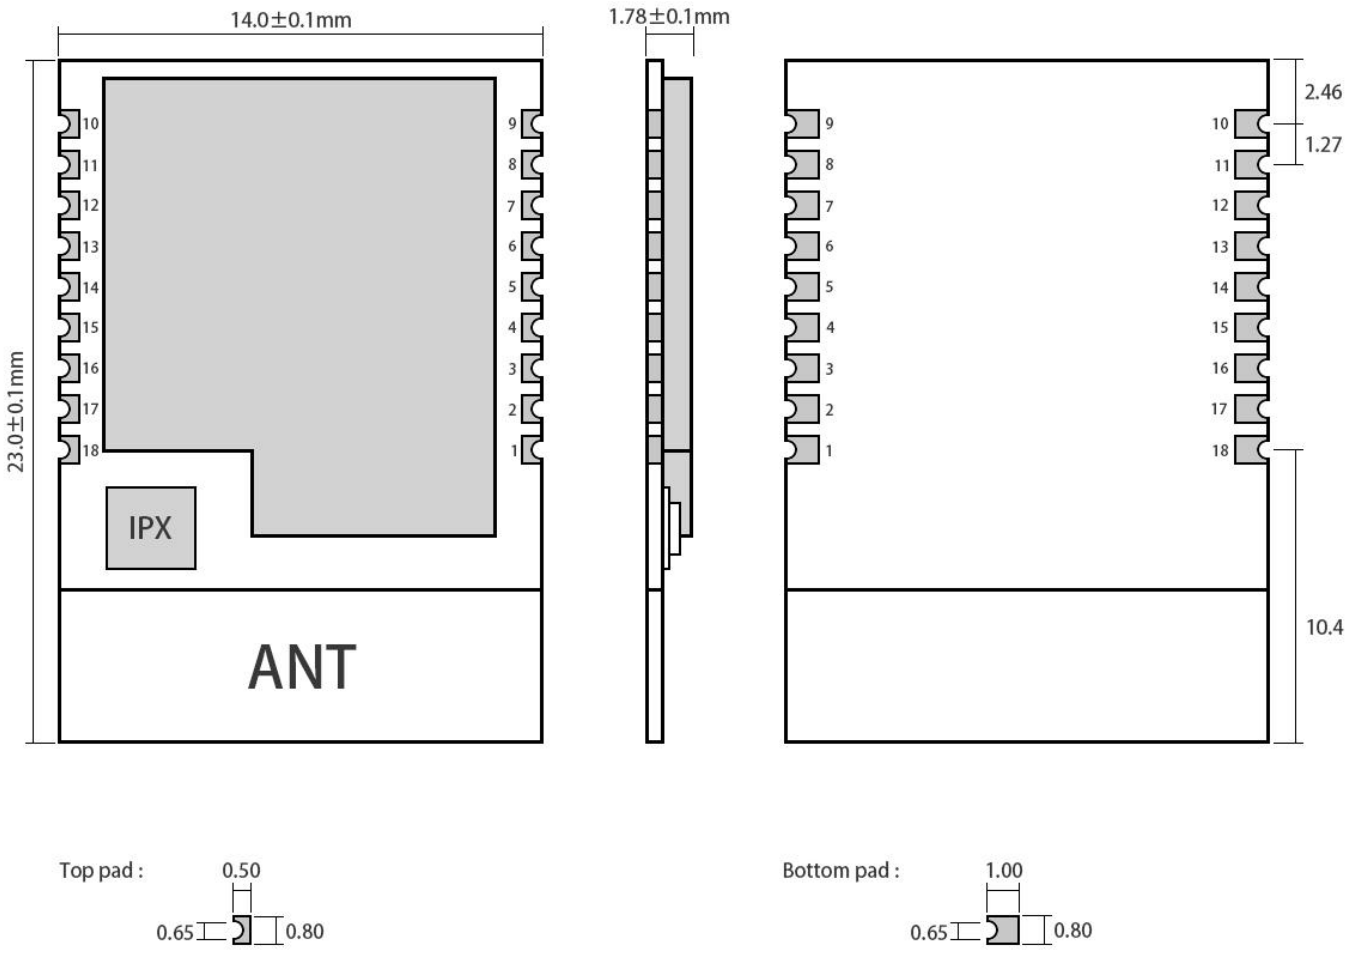 14.0±0.1mm
1.78±0.1mm
2.46
10 9 9 10
1.27
11 8 8 11
12 7 7 12
13 6 6 13
14 5 5 14
15 4 4 15
16 3 3 16
17 2 2 17
18 1 1 18
23.0±0.1mm
IPX
10.4
ANT
Top pad : 0.50
0.65 0.80
Bottom pad : 1.00
0.65 0.80